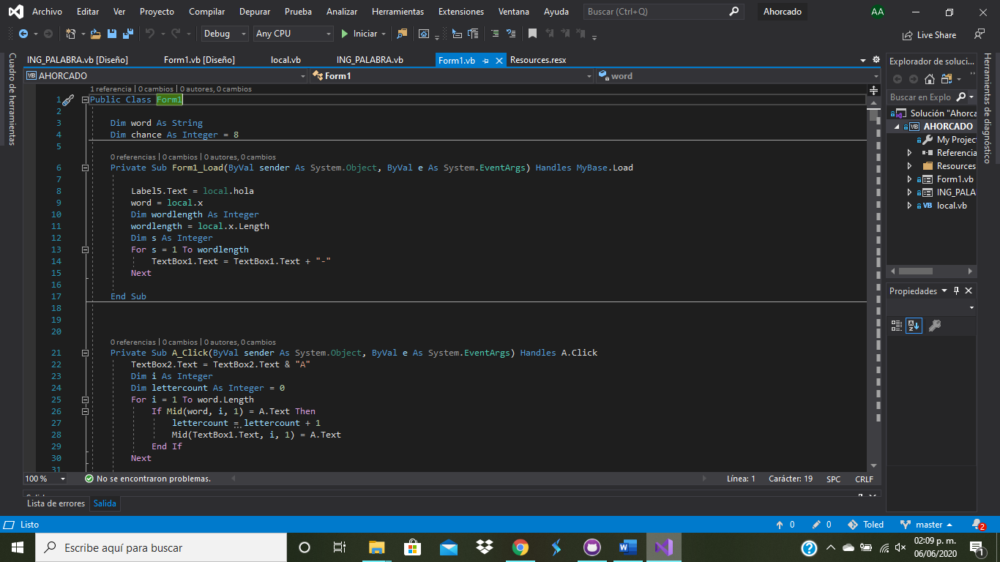 Archivo Editar Ver Proyecto Compilar Depurar Prueba Analizar Herramientas Extensiones Ventana Ayuda Buscar (Ctrl+Q) Ahorcado AA
Debug Any CPU Iniciar Live Share
ING_PALABRA.vb [Diseño] Form1.vb [Diseño] local.vb ING_PALABRA.vb Form1.vb Resources.resx
AHORCADO Form1 word
Cuadro de herramientas
1 referencia | 0 cambios | 0 autores, 0 cambios
1 Public Class Form1
2
3 Dim word As String
4 Dim chance As Integer = 8
5
0 referencias | 0 cambios | 0 autores, 0 cambios
6 Private Sub Form1_Load(ByVal sender As System.Object, ByVal e As System.EventArgs) Handles MyBase.Load
7
8 Label5.Text = local.hola
9 word = local.x
10 Dim wordlength As Integer
11 wordlength = local.x.Length
12 Dim s As Integer
13 For s = 1 To wordlength
14 TextBox1.Text = TextBox1.Text + "-"
15 Next
16
17 End Sub
18
19
20
0 referencias | 0 cambios | 0 autores, 0 cambios
21 Private Sub A_Click(ByVal sender As System.Object, ByVal e As System.EventArgs) Handles A.Click
22 TextBox2.Text = TextBox2.Text & "A"
23 Dim i As Integer
24 Dim lettercount As Integer = 0
25 For i = 1 To word.Length
26 If Mid(word, i, 1) = A.Text Then
27 lettercount = lettercount + 1
28 Mid(TextBox1.Text, i, 1) = A.Text
29 End If
30 Next
31
100 % No se encontraron problemas. Línea: 1 Carácter: 19 SPC CRLF
Explorador de soluci...
Buscar en Explo
Solución "Ahorca
AHORCADO
My Projec
Referencia
Resources
Form1.vb
ING_PALA
local.vb
Propiedades
Herramientas de diagnóstico
Lista de errores Salida
Listo 0 0 Toled master 2
Escribe aquí para buscar
02:09 p. m.
06/06/2020
1